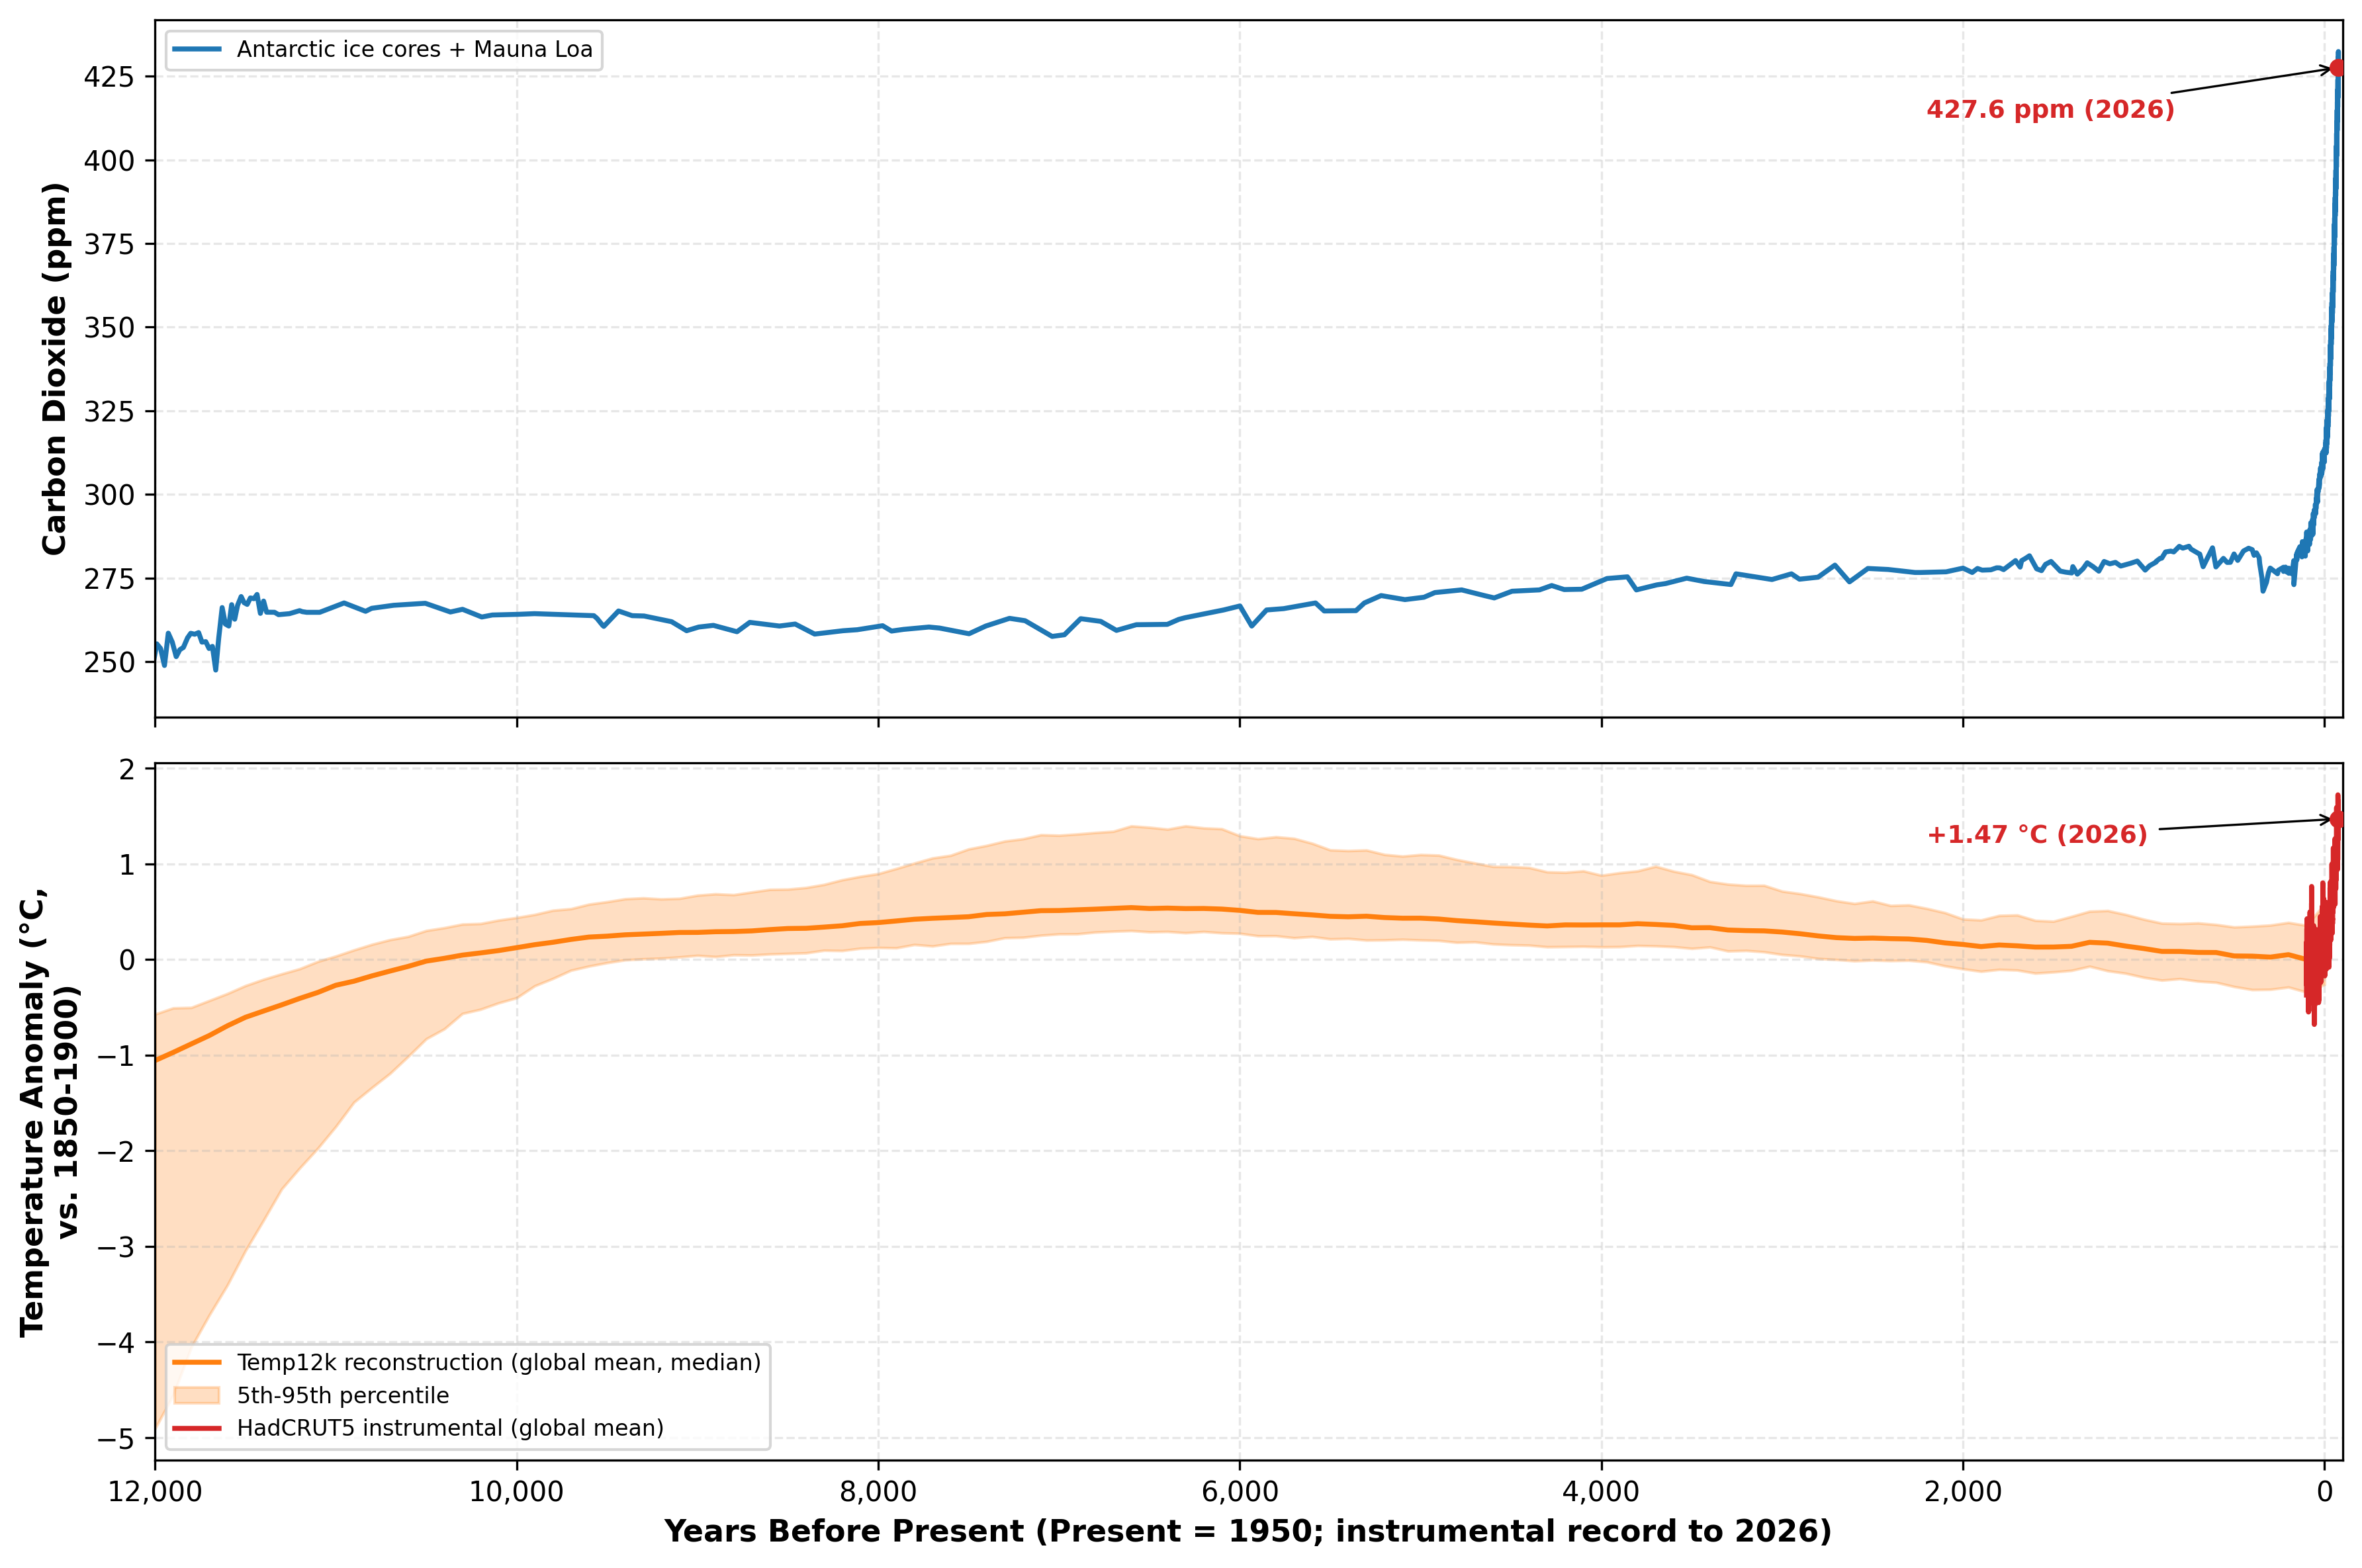 Antarctic ice cores + Mauna Loa
427.6 ppm (2026)
Carbon Dioxide (ppm)
425
400
375
350
325
300
275
250
+1.47 °C (2026)
Temperature Anomaly (°C,
vs. 1850-1900)
2
1
0
−1
−2
−3
−4
−5
Temp12k reconstruction (global mean, median)
5th-95th percentile
HadCRUT5 instrumental (global mean)
12,000
10,000
8,000
6,000
4,000
2,000
0
Years Before Present (Present = 1950; instrumental record to 2026)